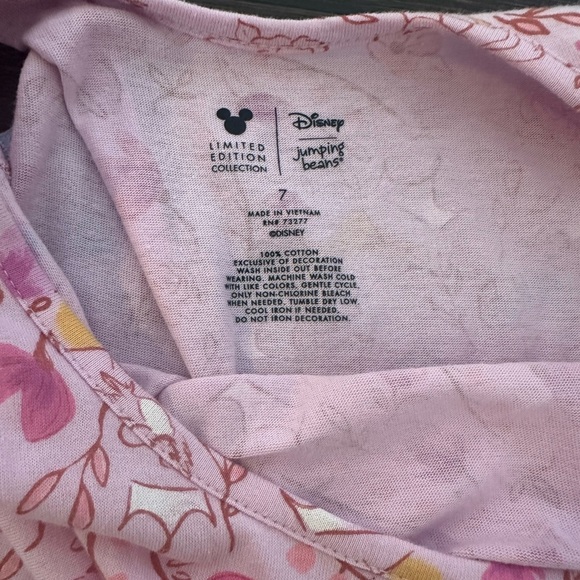 LIMITED
EDITION
COLLECTION
Disney
jumping
beans®
7
MADE IN VIETNAM
RN# 73277
©DISNEY
100% COTTON
EXCLUSIVE OF DECORATION
WASH INSIDE OUT BEFORE
WEARING. MACHINE WASH COLD
WITH LIKE COLORS. GENTLE CYCLE.
ONLY NON-CHLORINE BLEACH
WHEN NEEDED. TUMBLE DRY LOW.
COOL IRON IF NEEDED.
DO NOT IRON DECORATION.